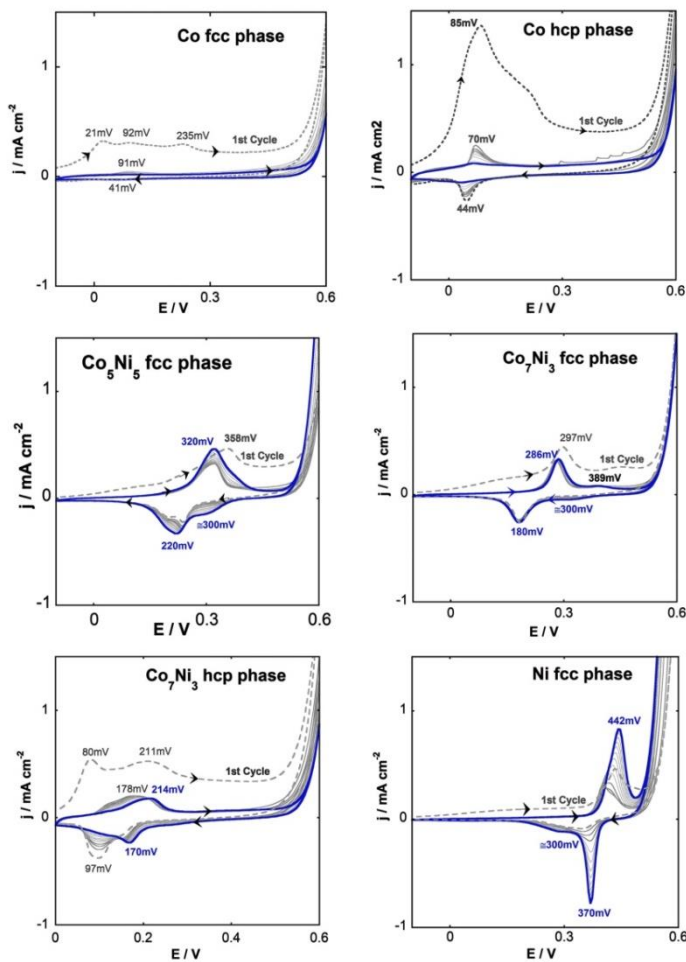 Co fcc phase
1
21mV 92mV 235mV
1st Cycle
91mV
0
41mV
-1
0 0.3 0.6
E / V
j / mA cm-2
Co hcp phase
85mV
1
1st Cycle
70mV
0
44mV
-1
0 0.3 0.6
E / V
j / mA cm2
Co5Ni5 fcc phase
1
320mV 358mV
1st Cycle
0
≅300mV
220mV
-1
0 0.3 0.6
E / V
j / mA cm-2
Co7Ni3 fcc phase
1
297mV
286mV 1st Cycle
389mV
0
≅300mV
180mV
-1
0 0.3 0.6
E / V
j / mA cm-2
Co7Ni3 hcp phase
1
80mV 211mV
1st Cycle
178mV 214mV
0
170mV
97mV
-1
0 0.2 0.4 0.6
E / V
j / mA cm-2
Ni fcc phase
1
442mV
1st Cycle
0
≅300mV
370mV
-1
0 0.3 0.6
E / V
j / mA cm-2